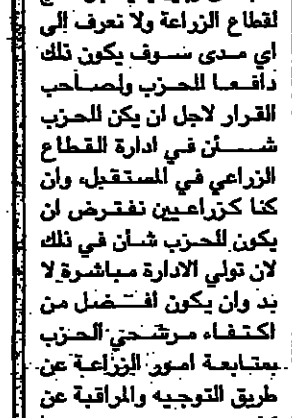 لقطاع الزراعة ولا تعرف إلى
اي مدى سوف يكون ذلك
دافعا للحزب ولصاحب
القرار لاجل ان يكن للحزب
شأن في ادارة القطاع
الزراعي في المستقبل، وان
كنا كزراعيين نفترض ان
يكون للحزب شأن في ذلك
لان تولي الادارة مباشرة لا
بد وان يكون افضل من
اكتفاء مرشحي الحزب
بمتابعة امور الزراعة عن
طريق التوجيه والمراقبة عن